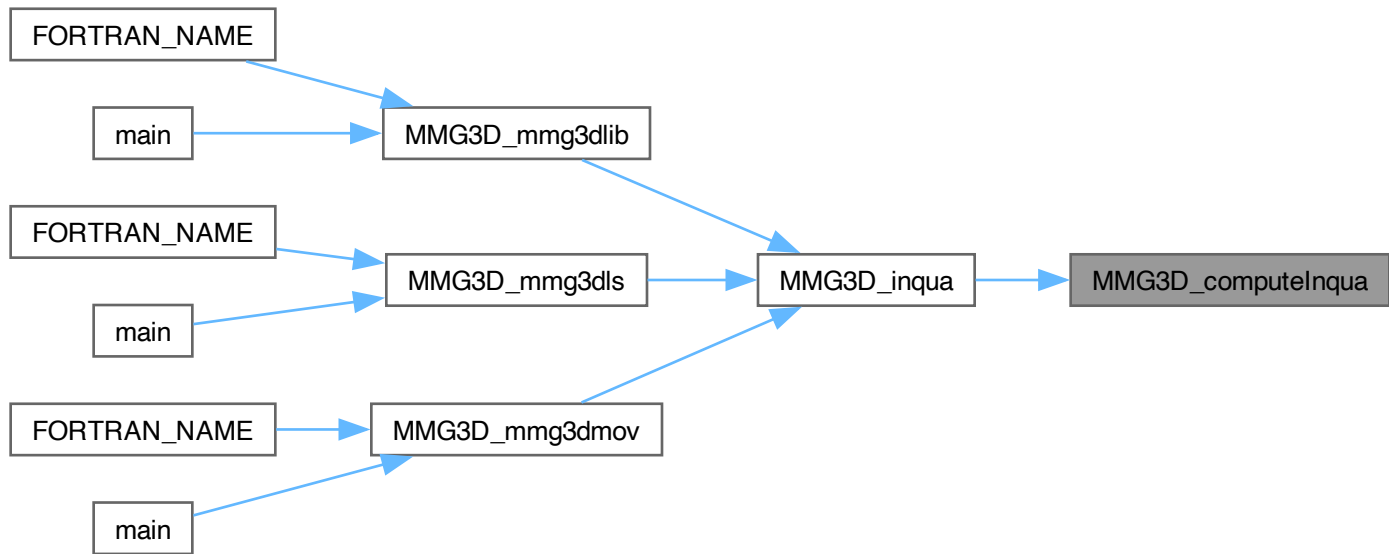 FORTRAN_NAME
main
MMG3D_mmg3dlib
FORTRAN_NAME
main
MMG3D_mmg3dls
MMG3D_inqua
MMG3D_computeInqua
FORTRAN_NAME
main
MMG3D_mmg3dmov